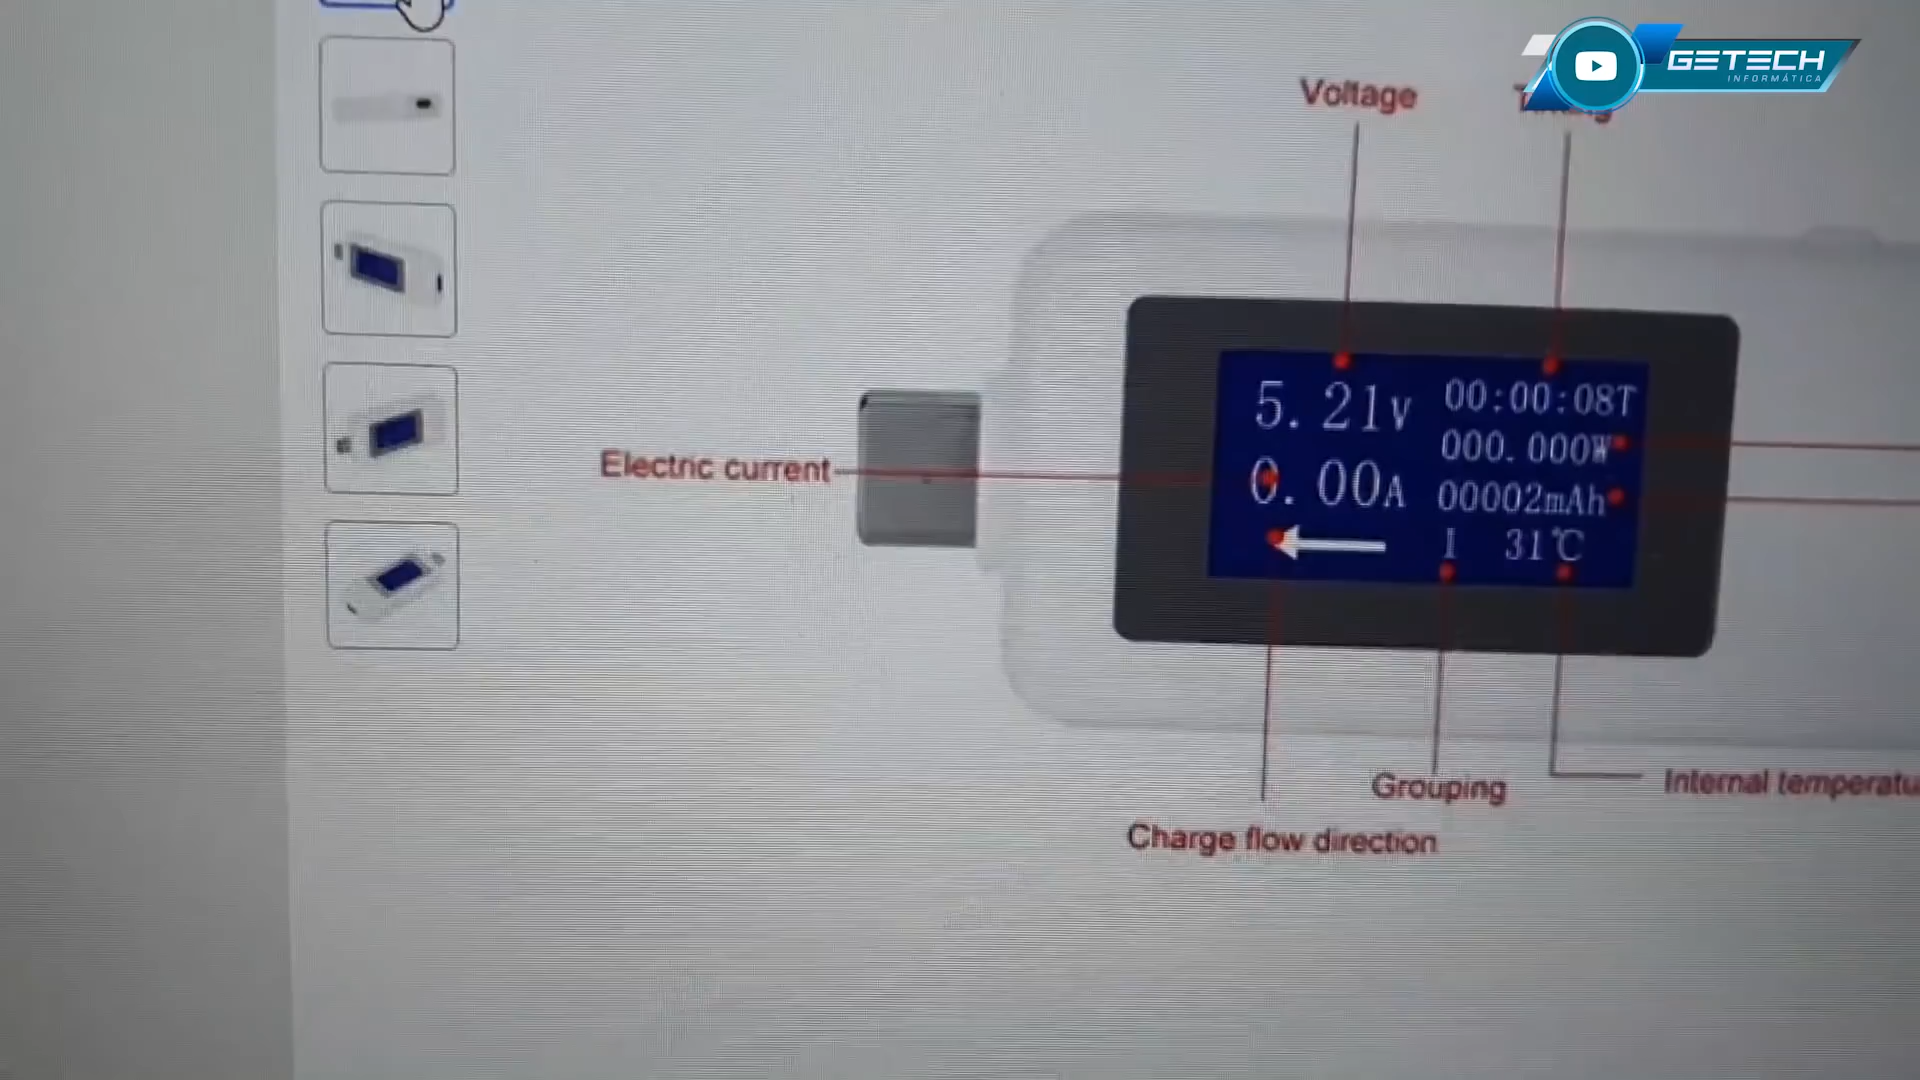 GETECH
INFORMÁTICA
Voltage
5.21V
00:00:08T
000.000W
Electric current
0.00A
00002mAh
1
31℃
Grouping
Internal temperatu
Charge flow direction